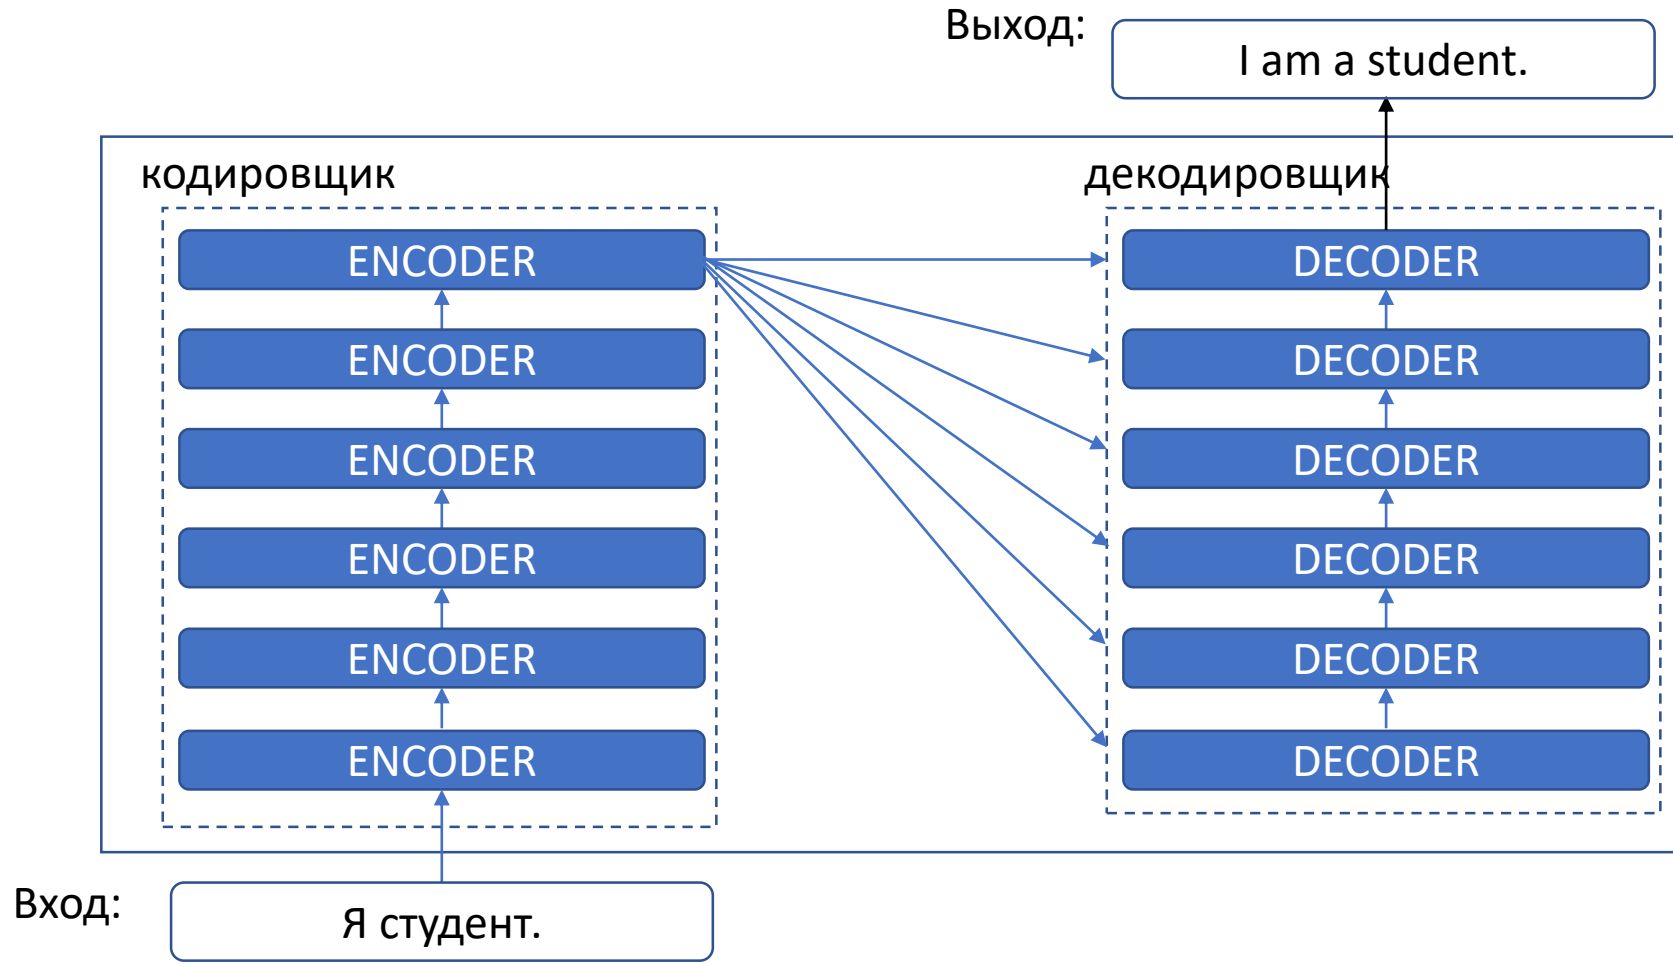 Выход:
I am a student.
кодировщик
ENCODER
ENCODER
ENCODER
ENCODER
ENCODER
ENCODER
декодировщик
DECODER
DECODER
DECODER
DECODER
DECODER
DECODER
Вход:
Я студент.